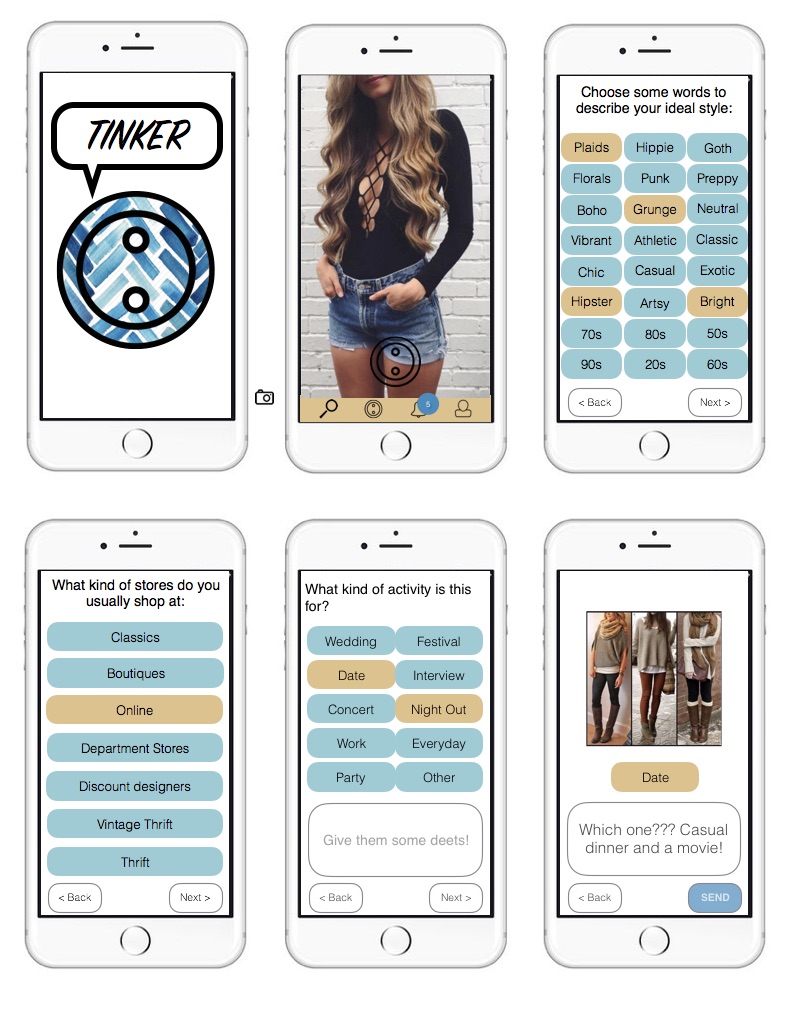 TINKER
5
Choose some words to
describe your ideal style:
Plaids Hippie Goth
Florals Punk Preppy
Boho Grunge Neutral
Vibrant Athletic Classic
Chic Casual Exotic
Hipster Artsy Bright
70s 80s 50s
90s 20s 60s
< Back Next >
What kind of stores do you
usually shop at:
Classics
Boutiques
Online
Department Stores
Discount designers
Vintage Thrift
Thrift
< Back Next >
What kind of activity is this
for?
Wedding Festival
Date Interview
Concert Night Out
Work Everyday
Party Other
Give them some deets!
< Back Next >
Date
Which one??? Casual
dinner and a movie!
< Back SEND